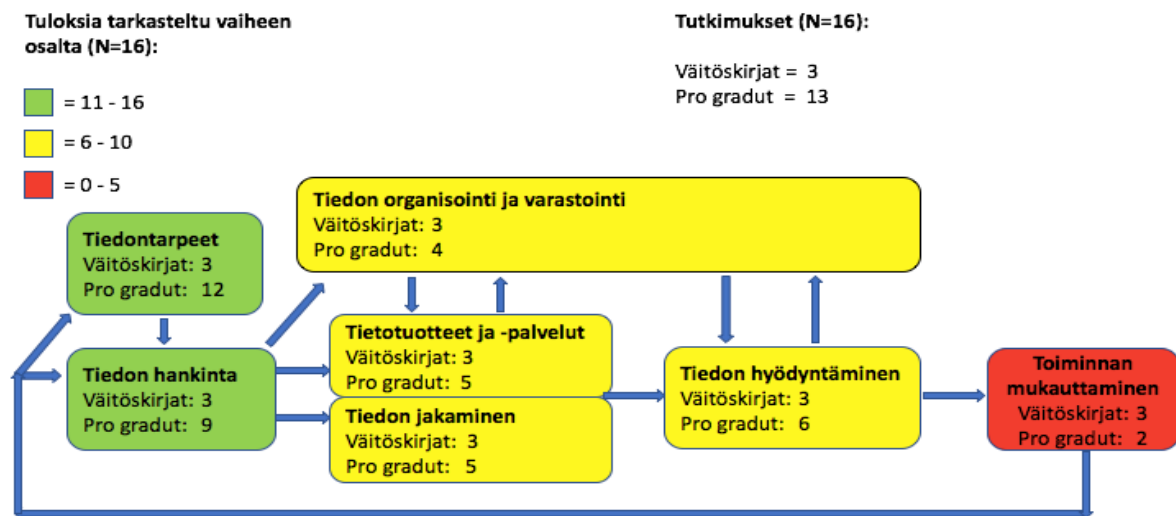 Tuloksia tarkasteltu vaiheen
osalta (N=16):
= 11 - 16
= 6 - 10
= 0 - 5
Tutkimukset (N=16):
Väitöskirjat = 3
Pro gradut = 13
Tiedon organisointi ja varastointi
Väitöskirjat: 3
Pro gradut: 4
Tiedontarpeet
Väitöskirjat: 3
Pro gradut: 12
Tiedon hankinta
Väitöskirjat: 3
Pro gradut: 9
Tietotuotteet ja -palvelut
Väitöskirjat: 3
Pro gradut: 5
Tiedon jakaminen
Väitöskirjat: 3
Pro gradut: 5
Tiedon hyödyntäminen
Väitöskirjat: 3
Pro gradut: 6
Toiminnan
mukauttaminen
Väitöskirjat: 3
Pro gradut: 2